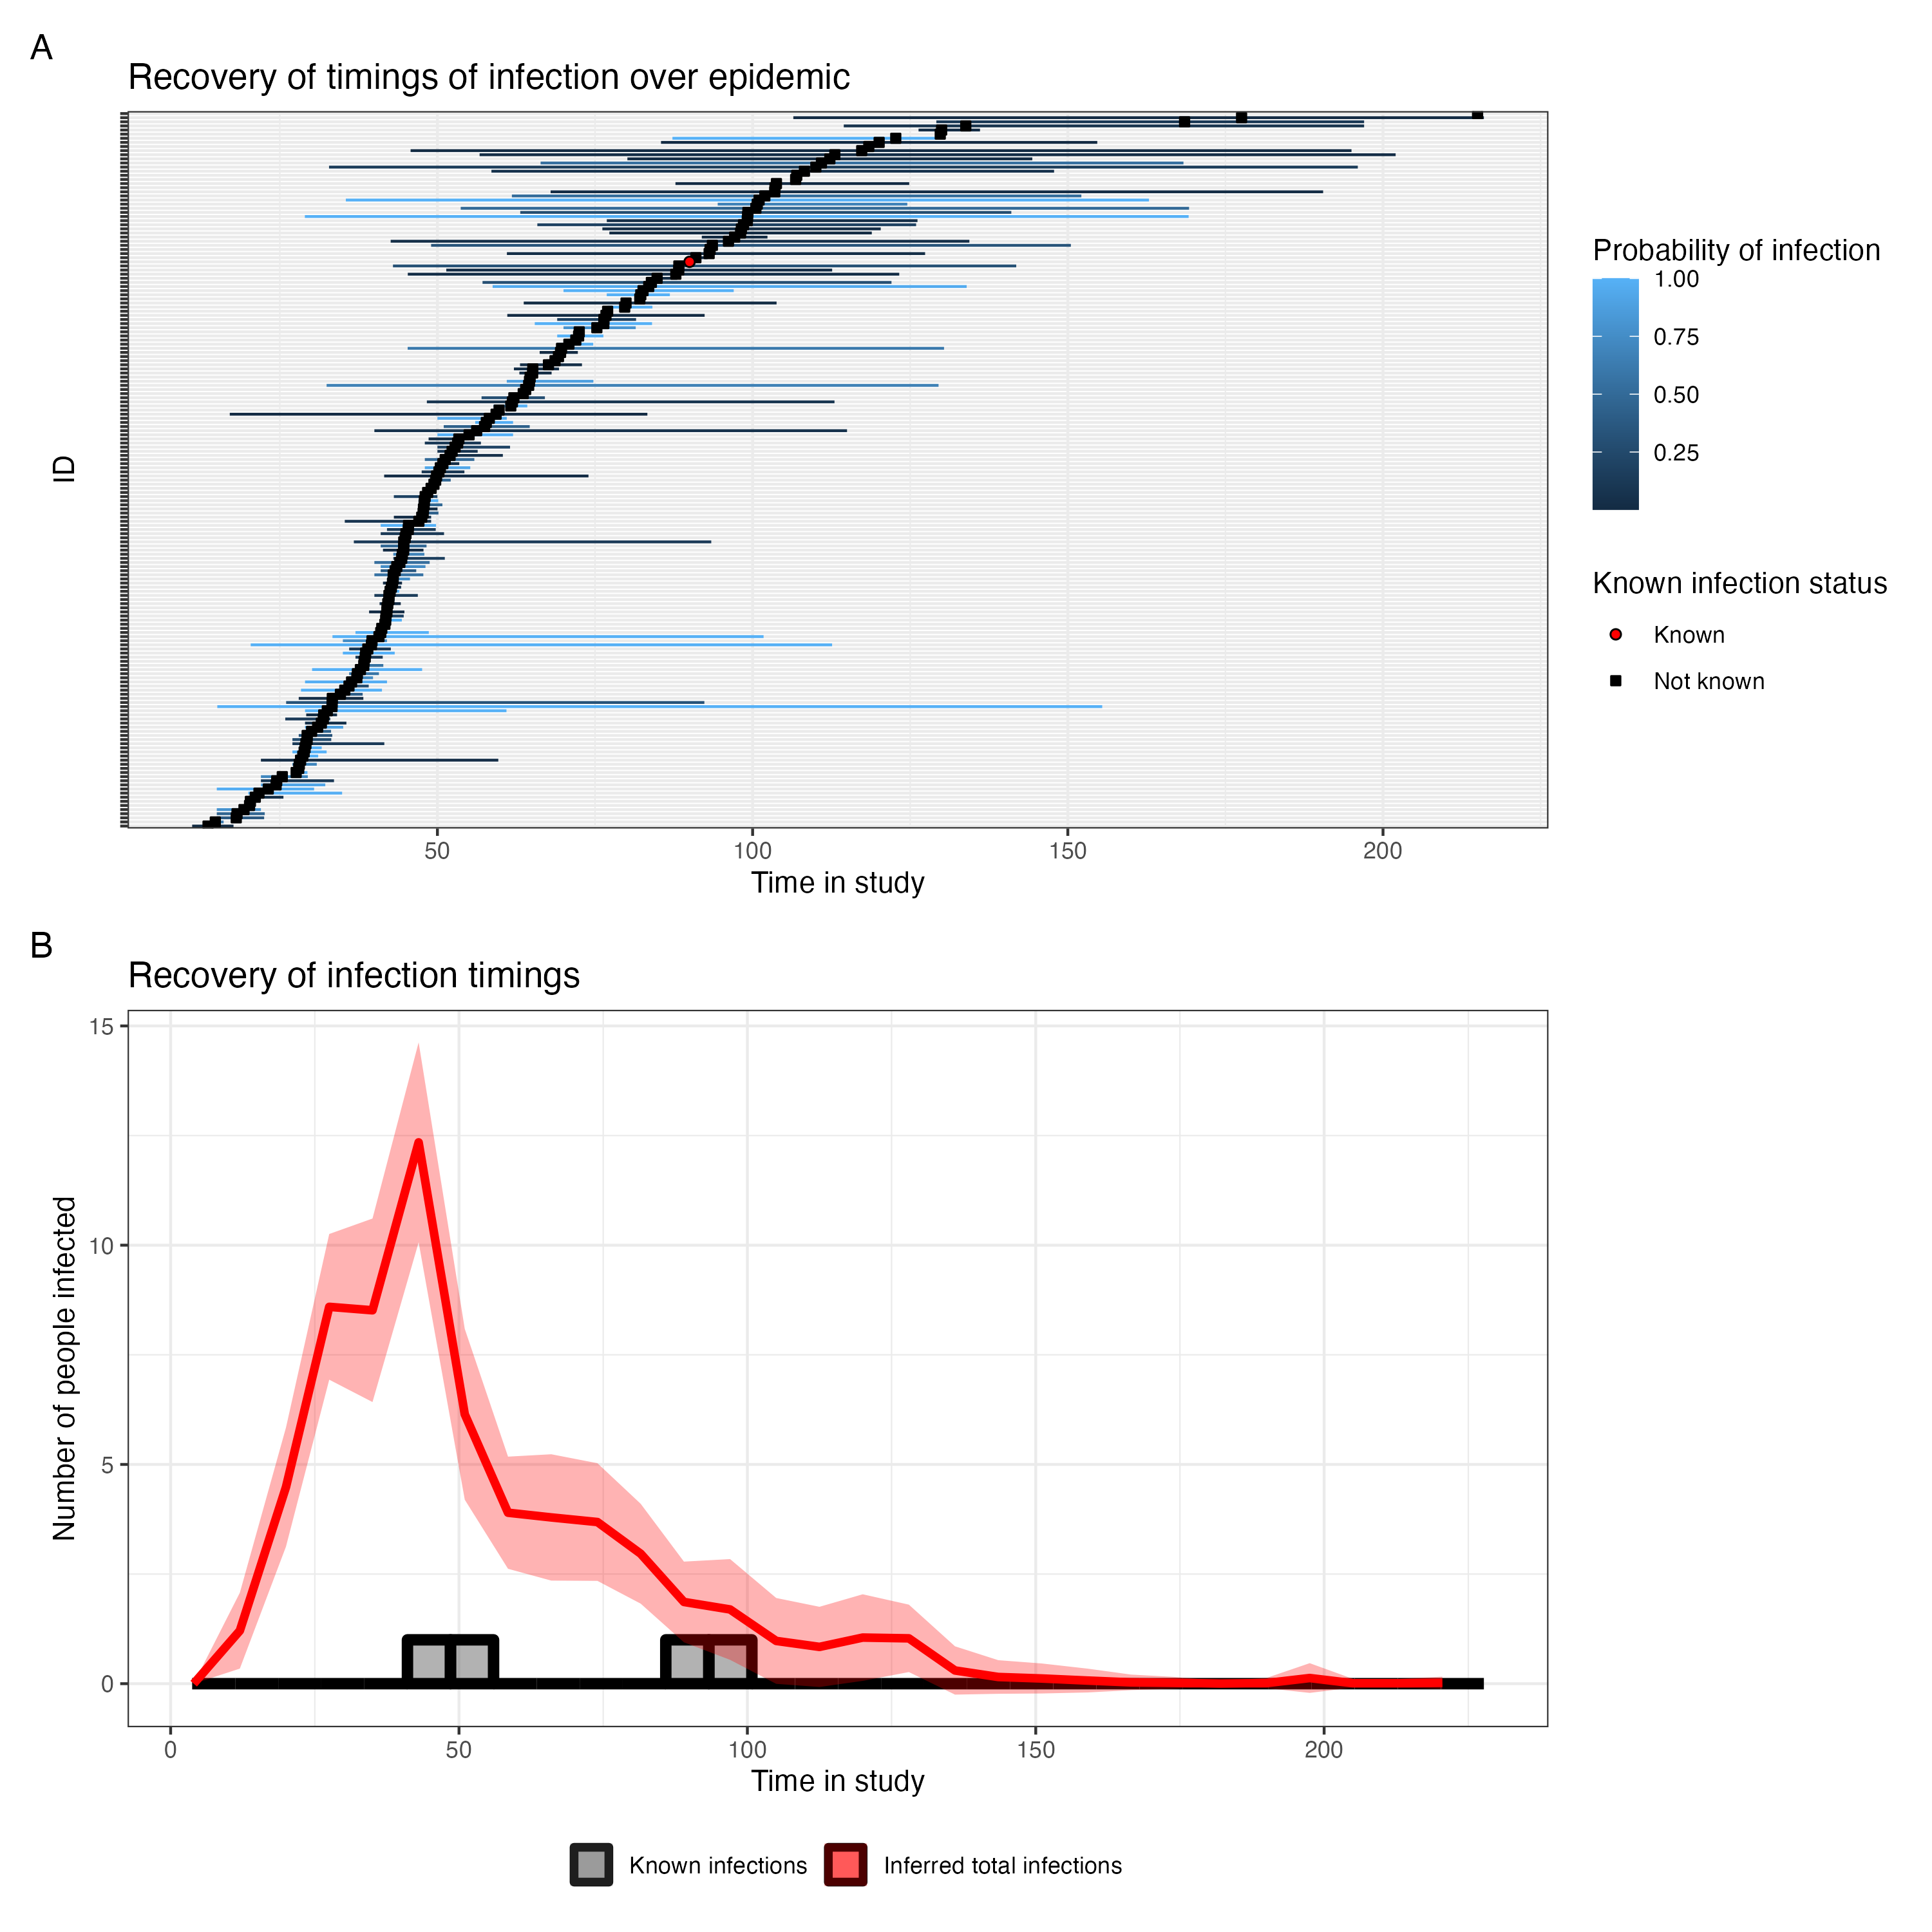 A
Recovery of timings of infection over epidemic
ID
50
100
150
200
Time in study
Probability of infection
1.00
0.75
0.50
0.25
Known infection status
Known
Not known
B
Recovery of infection timings
Number of people infected
15
10
5
0
0
50
100
150
200
Time in study
Known infections
Inferred total infections